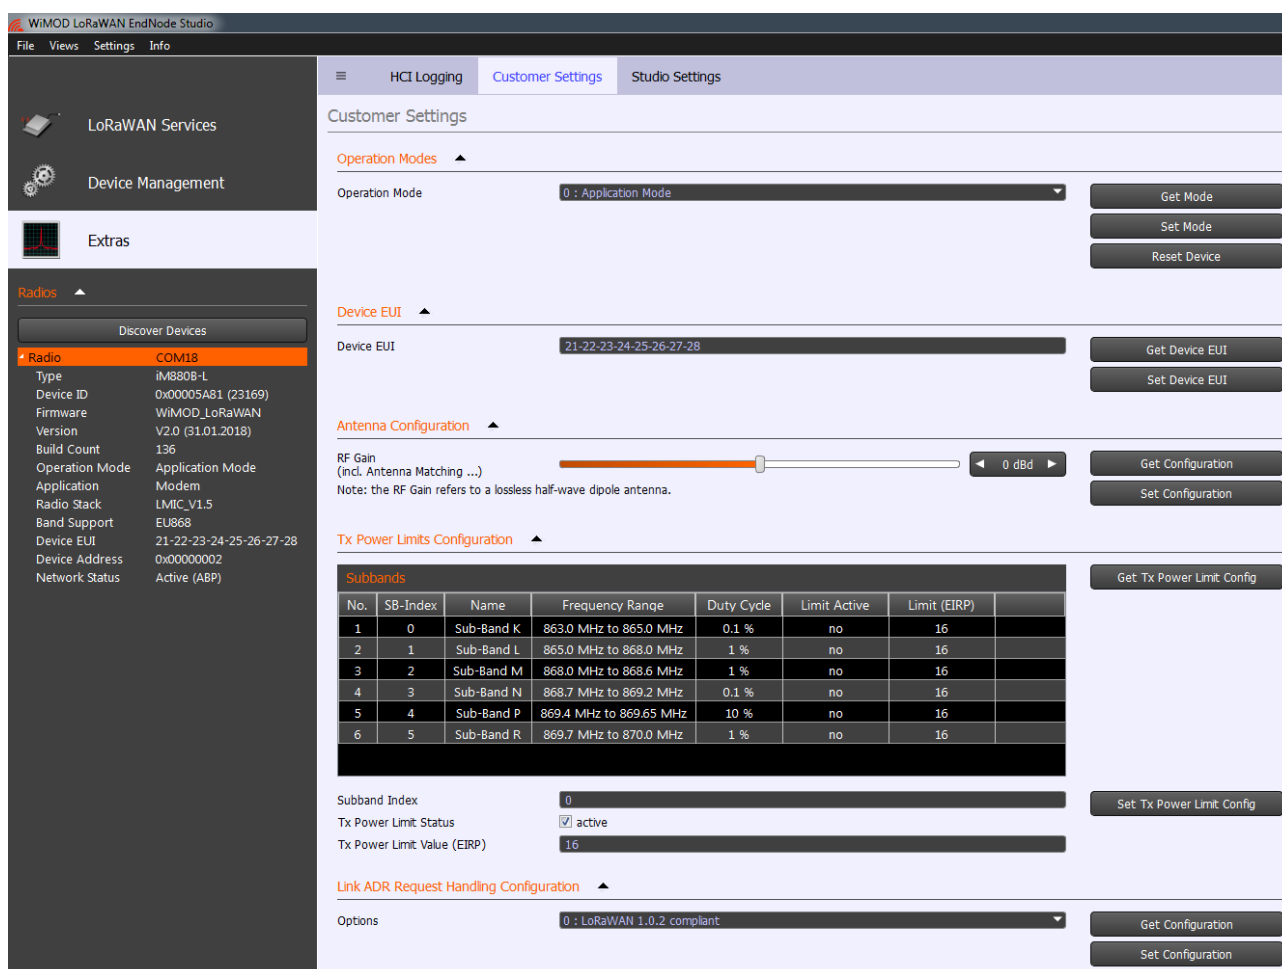 WiMOD LoRaWAN EndNode Studio
File Views Settings Info
HCI Logging Customer Settings Studio Settings
LoRaWAN Services
Device Management
Extras
Radios
Discover Devices
Radio COM18
Type iM880B-L
Device ID 0x00005A81 (23169)
Firmware WiMOD_LoRaWAN
Version V2.0 (31.01.2018)
Build Count 136
Operation Mode Application Mode
Application Modem
Radio Stack LMIC_V1.5
Band Support EU868
Device EUI 21-22-23-24-25-26-27-28
Device Address 0x00000002
Network Status Active (ABP)
Customer Settings
Operation Modes
Operation Mode 0 : Application Mode Get Mode
Set Mode
Reset Device
Device EUI
Device EUI 21-22-23-24-25-26-27-28 Get Device EUI
Set Device EUI
Antenna Configuration
RF Gain
(incl. Antenna Matching ...) 0 dBd Get Configuration
Note: the RF Gain refers to a lossless half-wave dipole antenna. Set Configuration
Tx Power Limits Configuration
Subbands Get Tx Power Limit Config
No. SB-Index Name Frequency Range Duty Cycle Limit Active Limit (EIRP)
1 0 Sub-Band K 863.0 MHz to 865.0 MHz 0.1 % no 16
2 1 Sub-Band L 865.0 MHz to 868.0 MHz 1 % no 16
3 2 Sub-Band M 868.0 MHz to 868.6 MHz 1 % no 16
4 3 Sub-Band N 868.7 MHz to 869.2 MHz 0.1 % no 16
5 4 Sub-Band P 869.4 MHz to 869.65 MHz 10 % no 16
6 5 Sub-Band R 869.7 MHz to 870.0 MHz 1 % no 16
Subband Index 0 Set Tx Power Limit Config
Tx Power Limit Status active
Tx Power Limit Value (EIRP) 16
Link ADR Request Handling Configuration
Options 0 : LoRaWAN 1.0.2 compliant Get Configuration
Set Configuration